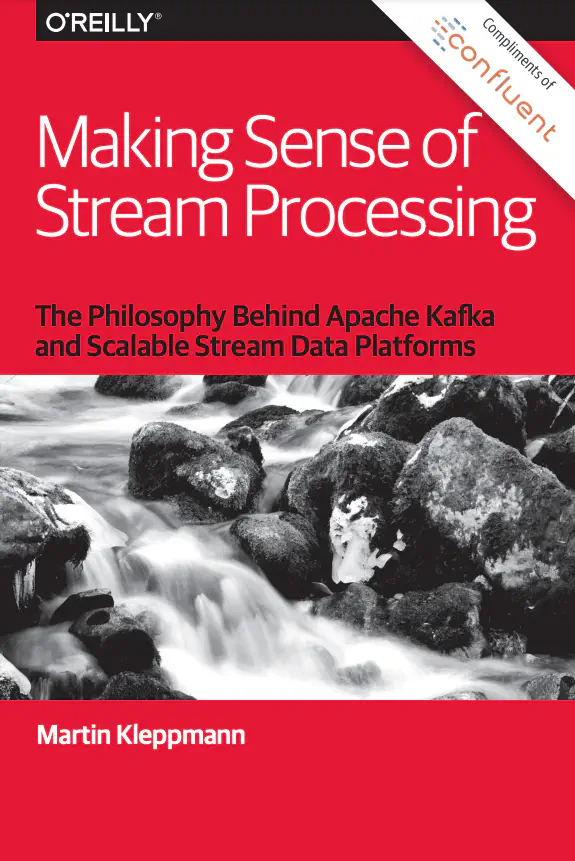 O'REILLY®
Compliments of
confluent
Making Sense of
Stream Processing
The Philosophy Behind Apache Kafka
and Scalable Stream Data Platforms
Martin Kleppmann